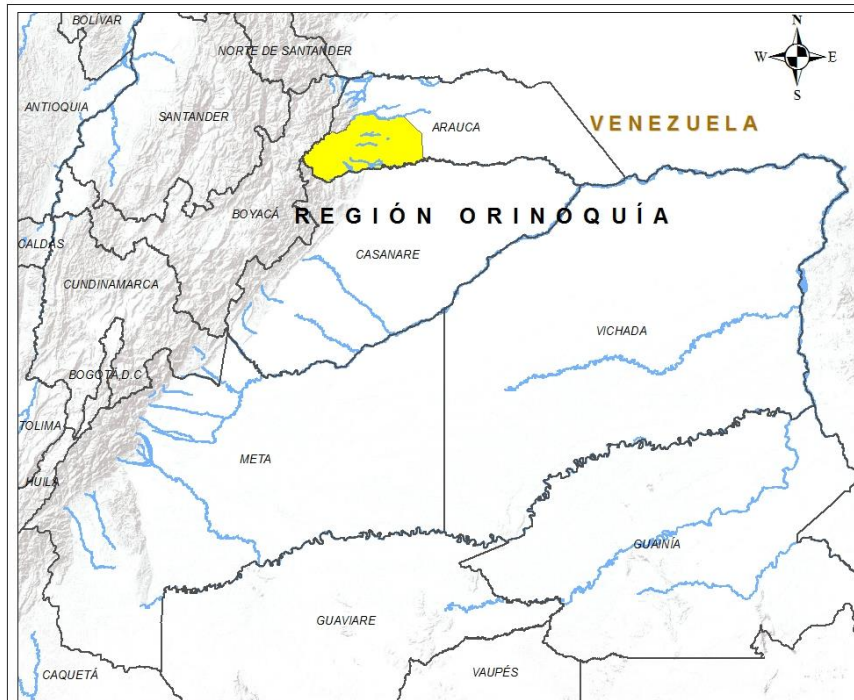 BOLÍVAR
N
NORTE DE SANTANDER
W
E
S
ANTIOQUIA
SANTANDER
ARAUCA
VENEZUELA
BOYACÁ
REGIÓN ORINOQUÍA
CALDAS
CASANARE
CUNDINAMARCA
VICHADA
BOGOTÁ,D.C
TOLIMA
META
HUILA
GUAINÍA
GUAVIARE
CAQUETÁ
VAUPÉS